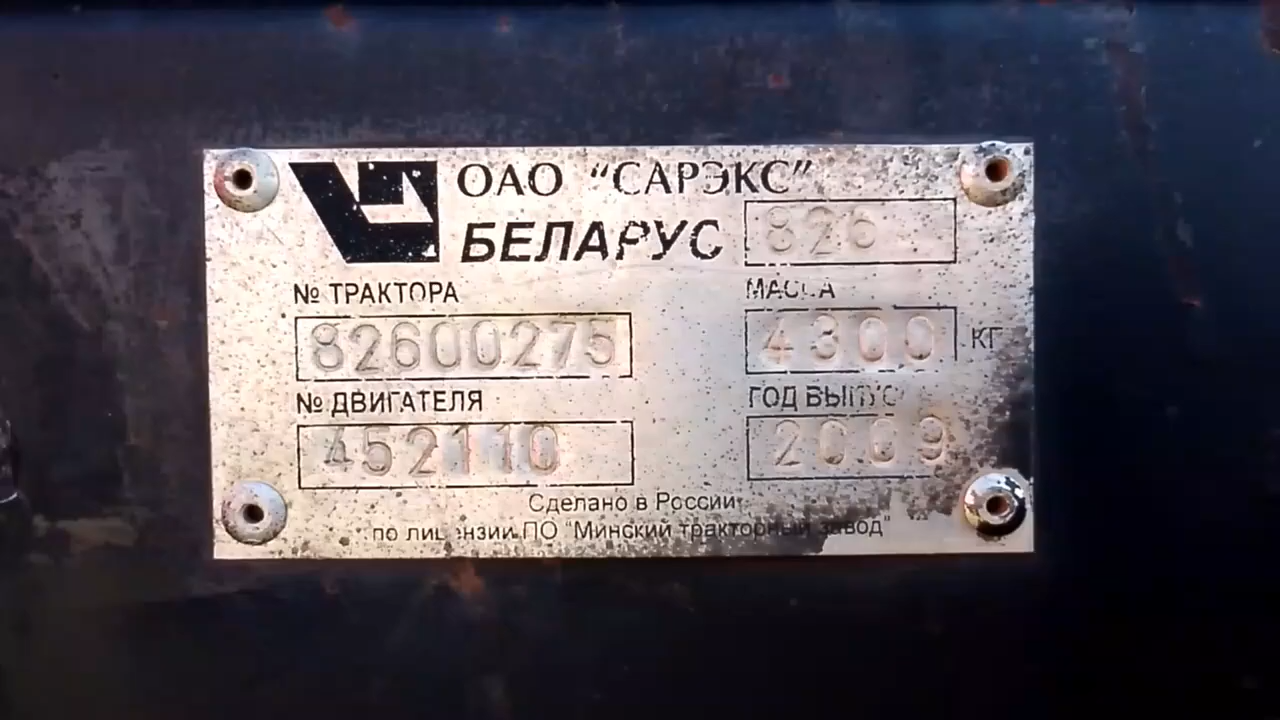 ОАО "САРЭКС"
БЕЛАРУС 826
№ ТРАКТОРА
82600275
МАССА
4300 КГ
№ ДВИГАТЕЛЯ
452110
ГОД ВЫПУС
2009
Сделано в России
по лицензии ПО "Минский тракторный завод"